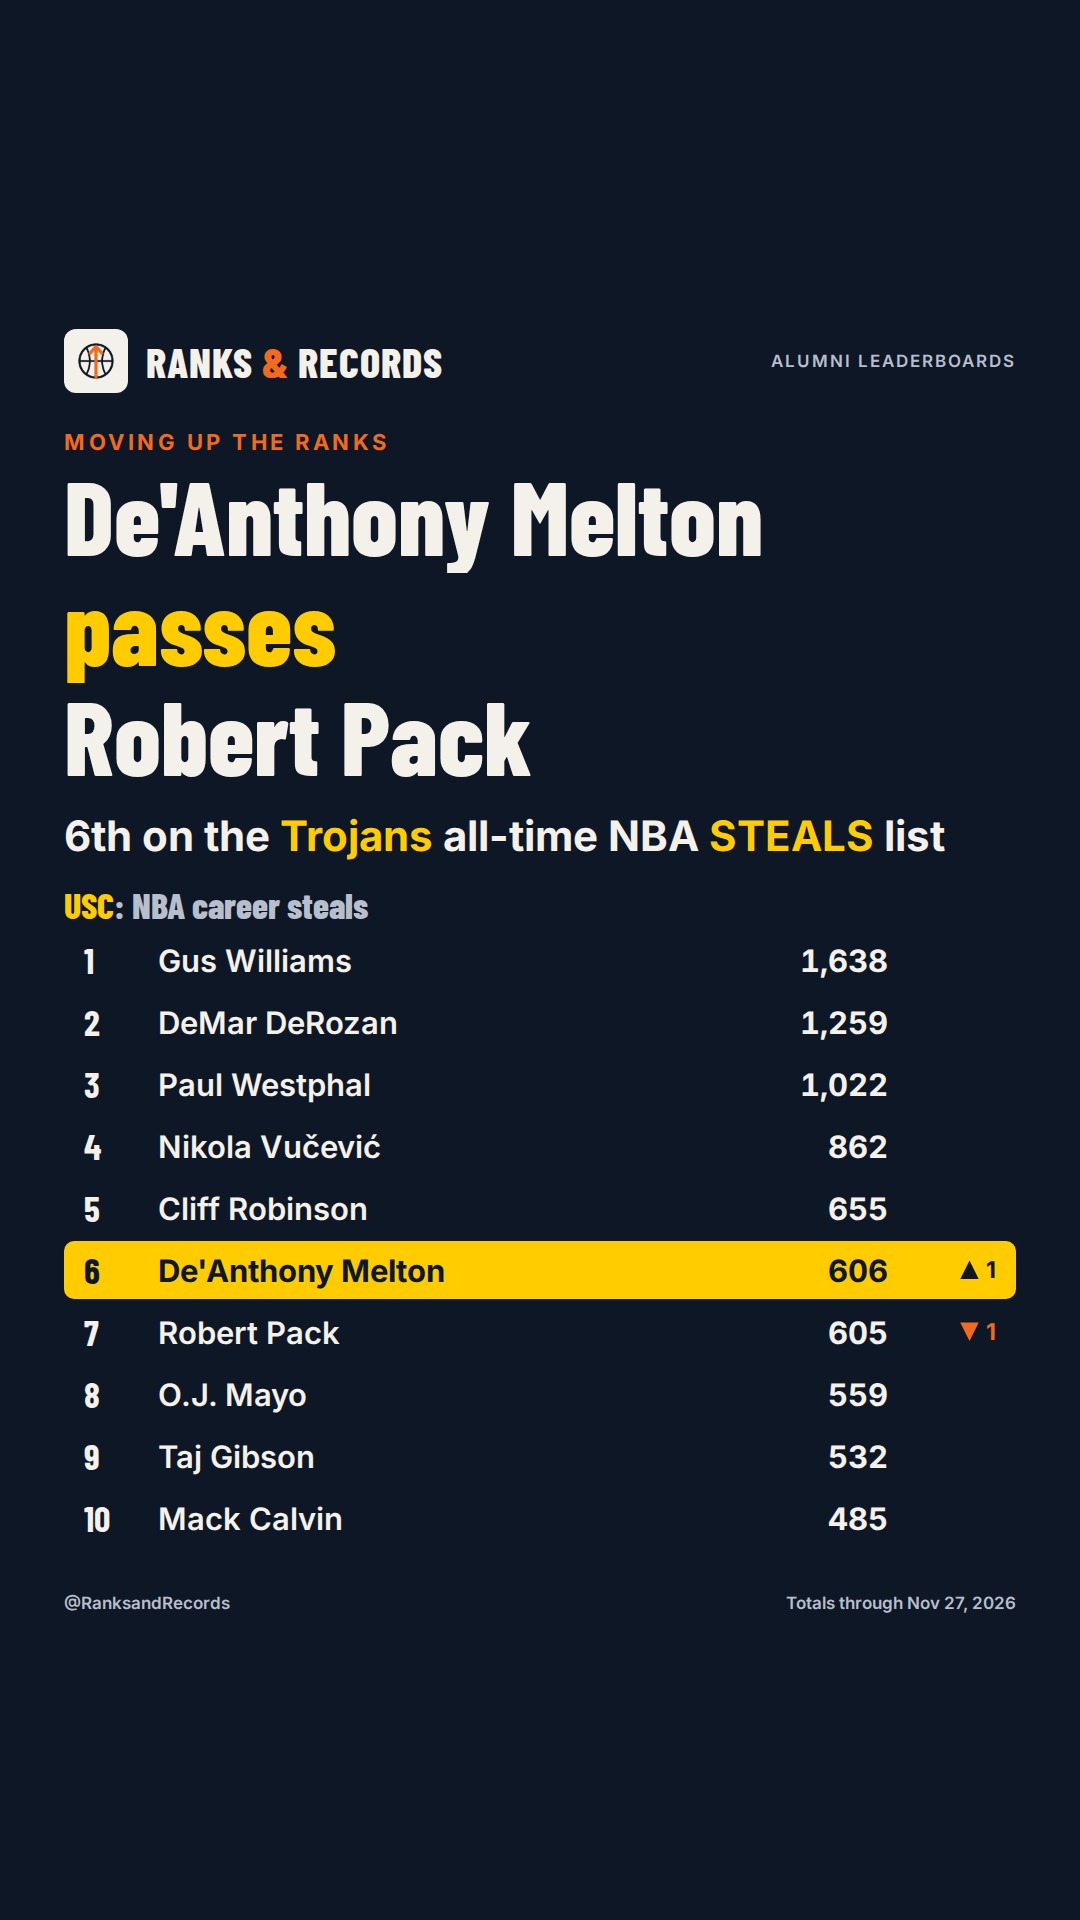 RANKS & RECORDS
ALUMNI LEADERBOARDS
MOVING UP THE RANKS
De'Anthony Melton
passes
Robert Pack
6th on the Trojans all-time NBA STEALS list
USC: NBA career steals
1 Gus Williams 1,638
2 DeMar DeRozan 1,259
3 Paul Westphal 1,022
4 Nikola Vučević 862
5 Cliff Robinson 655
6 De'Anthony Melton 606 ▲ 1
7 Robert Pack 605 ▼ 1
8 O.J. Mayo 559
9 Taj Gibson 532
10 Mack Calvin 485
@RanksandRecords
Totals through Nov 27, 2026